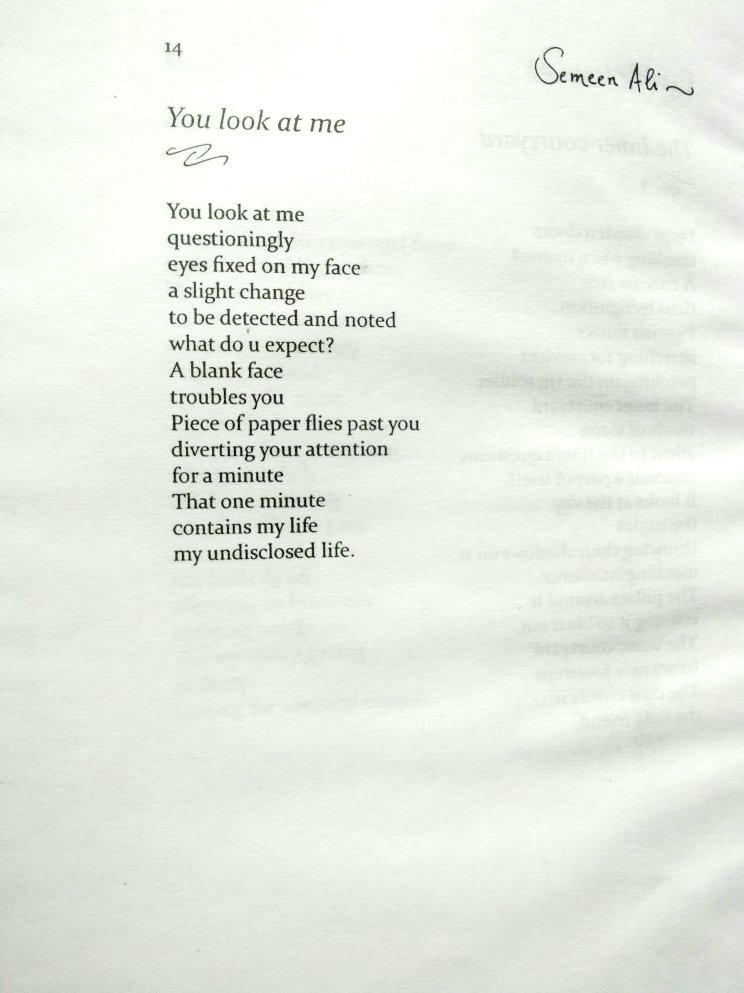 14
Semeen Ali
You look at me
You look at me
questioningly
eyes fixed on my face
a slight change
to be detected and noted
what do u expect?
A blank face
troubles you
Piece of paper flies past you
diverting your attention
for a minute
That one minute
contains my life
my undisclosed life.